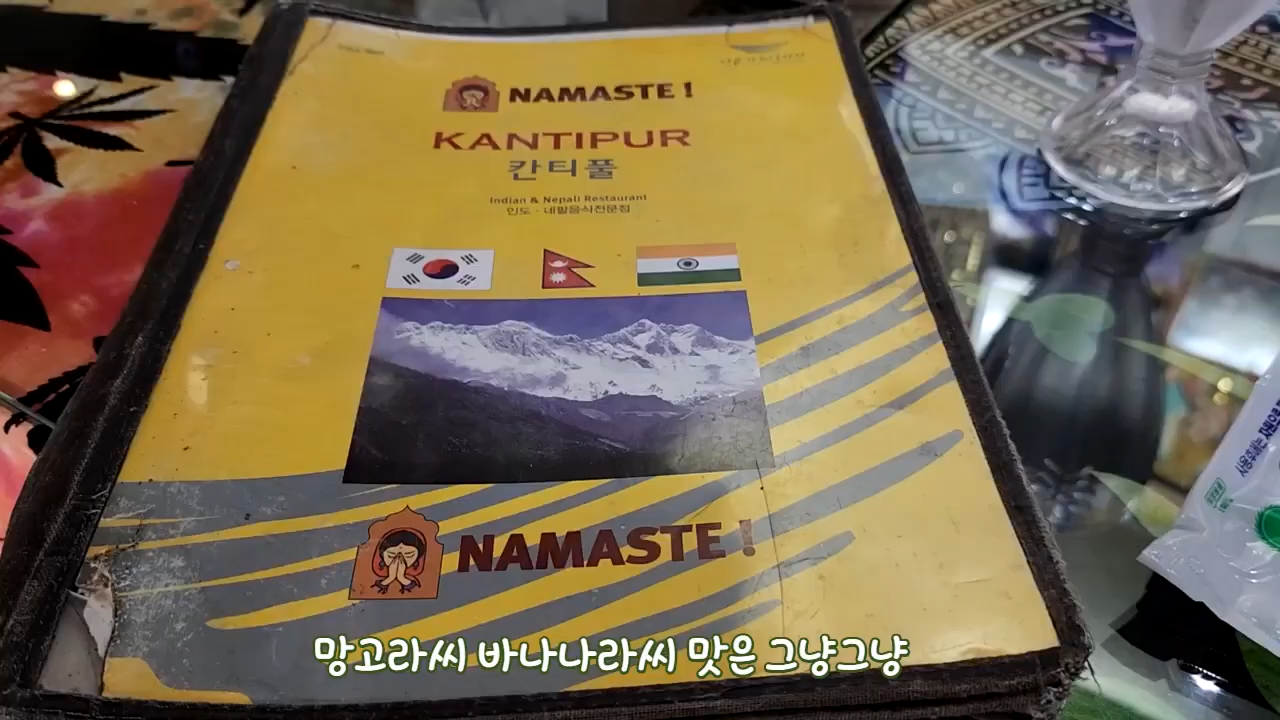 NAMASTE !
KANTIPUR
칸티풀
Indian & Nepali Restaurant
인도 · 네팔음식전문점
NAMASTE !
망고라씨 바나나라씨 맛은 그냥그냥